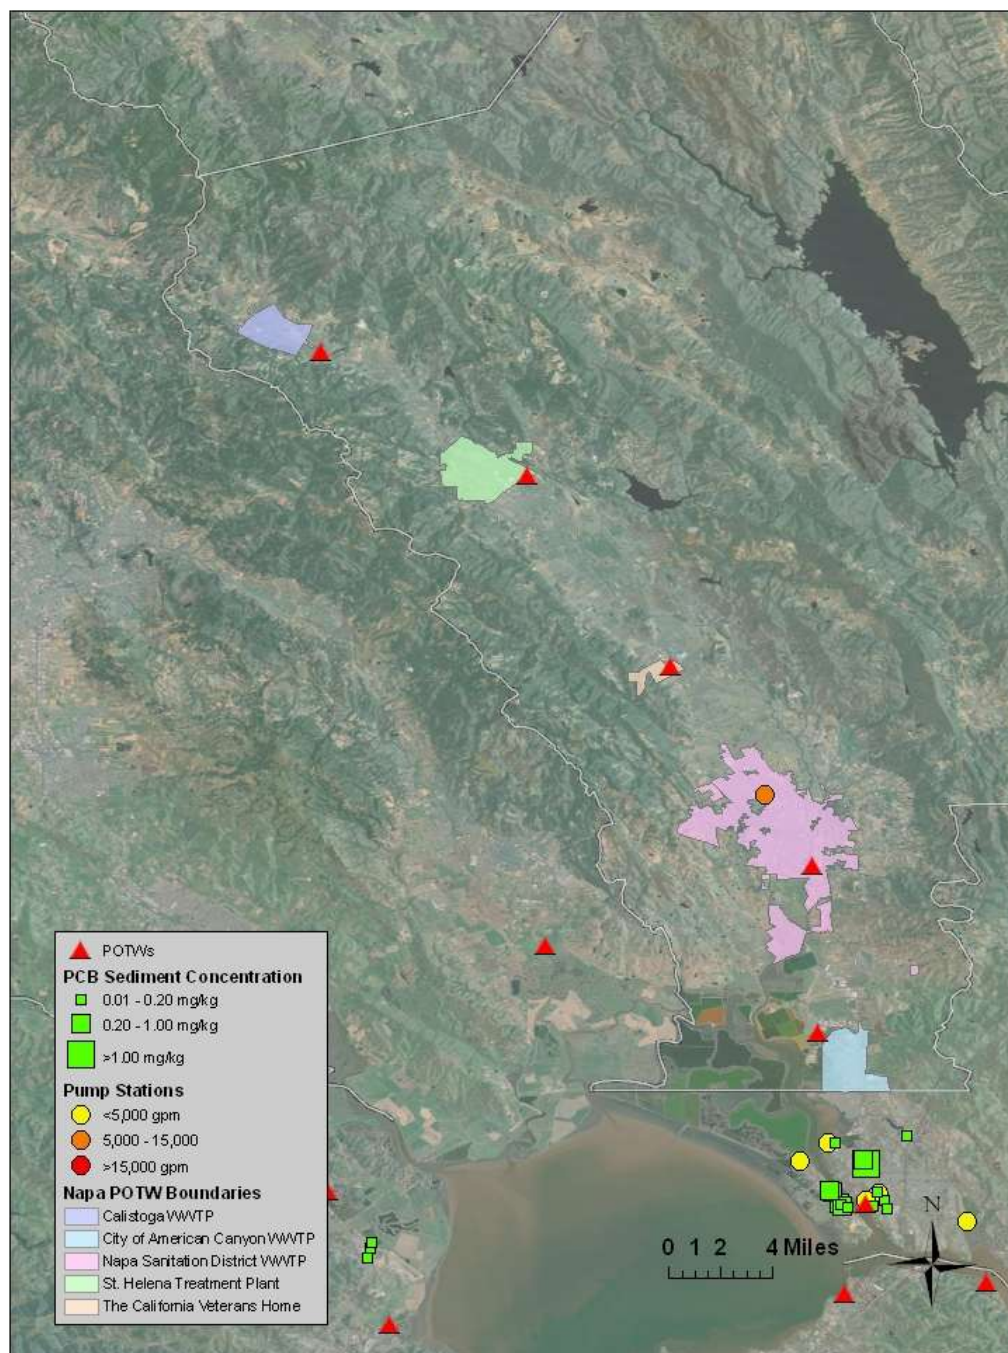 POTWs
PCB Sediment Concentration
0.01 - 0.20 mg/kg
0.20 - 1.00 mg/kg
>1.00 mg/kg
Pump Stations
<5,000 gpm
5,000 - 15,000
>15,000 gpm
Napa POTW Boundaries
Calistoga WWTP
City of American Canyon WWTP
Napa Sanitation District WWTP
St. Helena Treatment Plant
The California Veterans Home
N
0 1 2 4 Miles